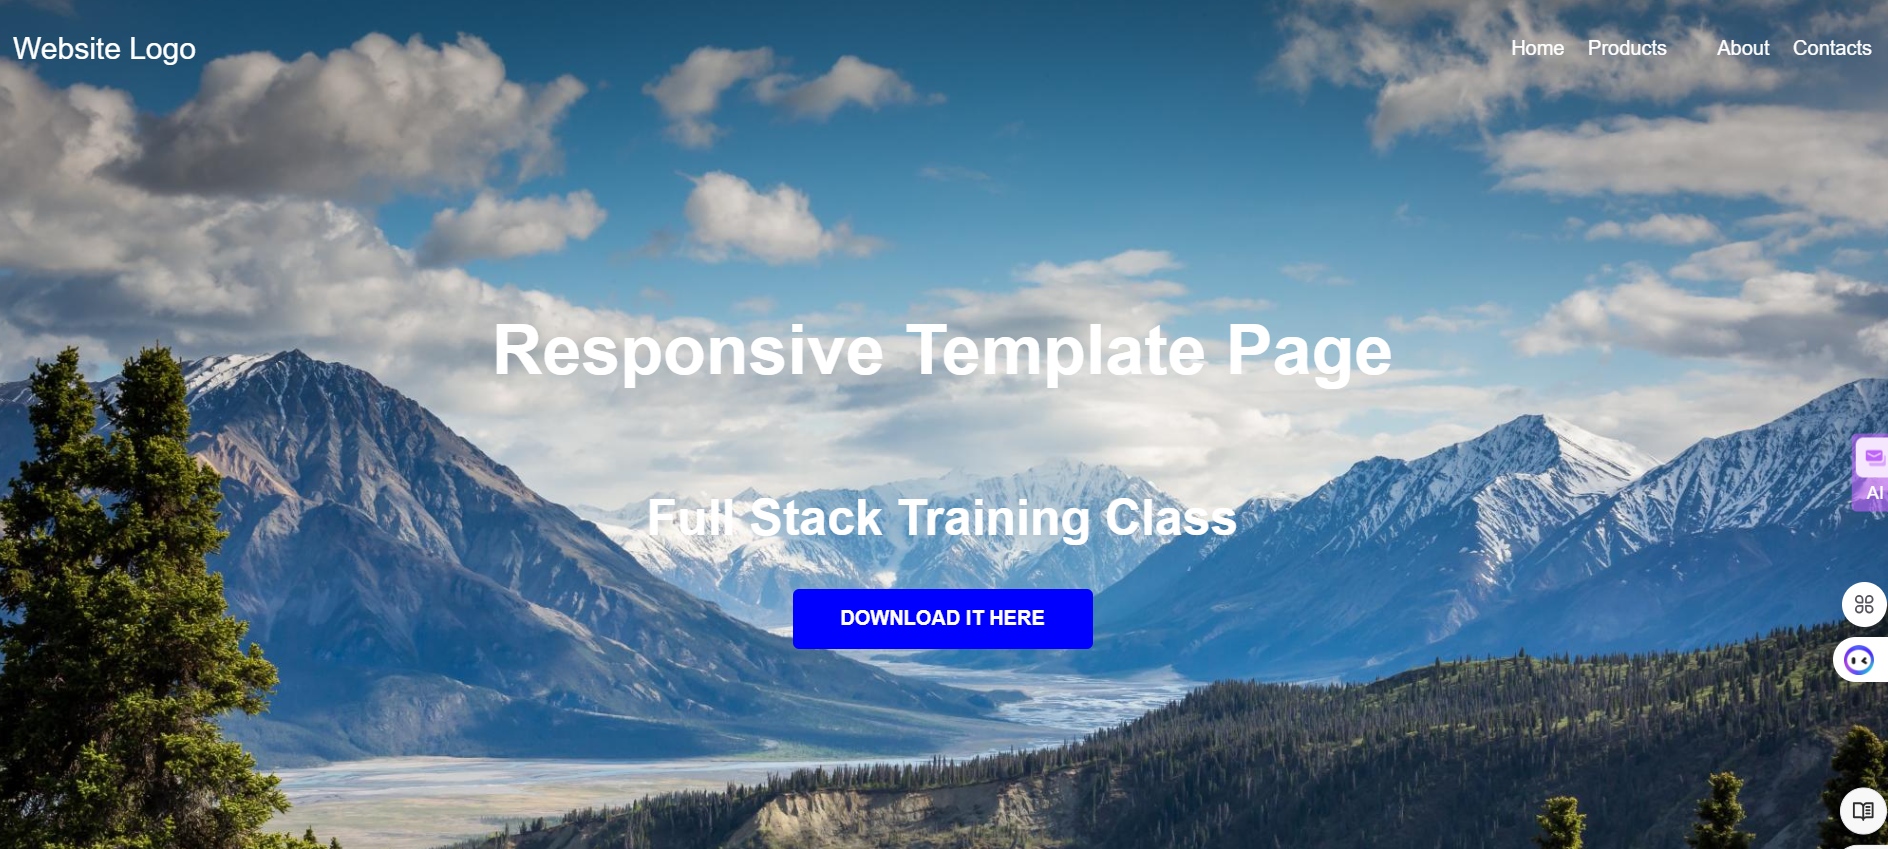 Website Logo
Home Products About Contacts
Responsive Template Page
Full Stack Training Class
DOWNLOAD IT HERE
AI